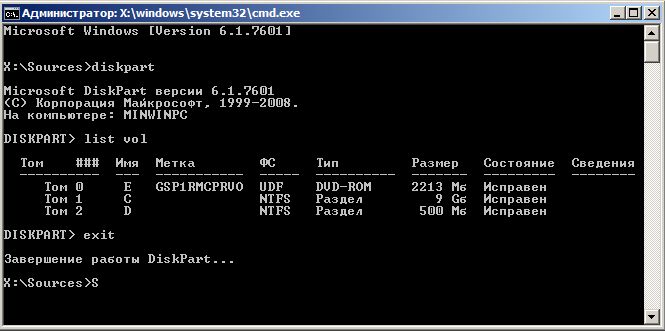 Администратор: X:\windows\system32\cmd.exe
Microsoft Windows [Version 6.1.7601]
X:\Sources>diskpart
Microsoft DiskPart версии 6.1.7601
(C) Корпорация Майкрософт, 1999-2008.
На компьютере: MINWINPC
DISKPART> list vol
Том ### Имя Метка ФС Тип Размер Состояние Сведения
---------- --- ----------- ----- ---------- ------- --------- --------
Том 0 E GSP1RMCPRVO UDF DVD-ROM 2213 Мб Исправен
Том 1 C NTFS Раздел 9 Gб Исправен
Том 2 D NTFS Раздел 500 Мб Исправен
DISKPART> exit
Завершение работы DiskPart...
X:\Sources>S